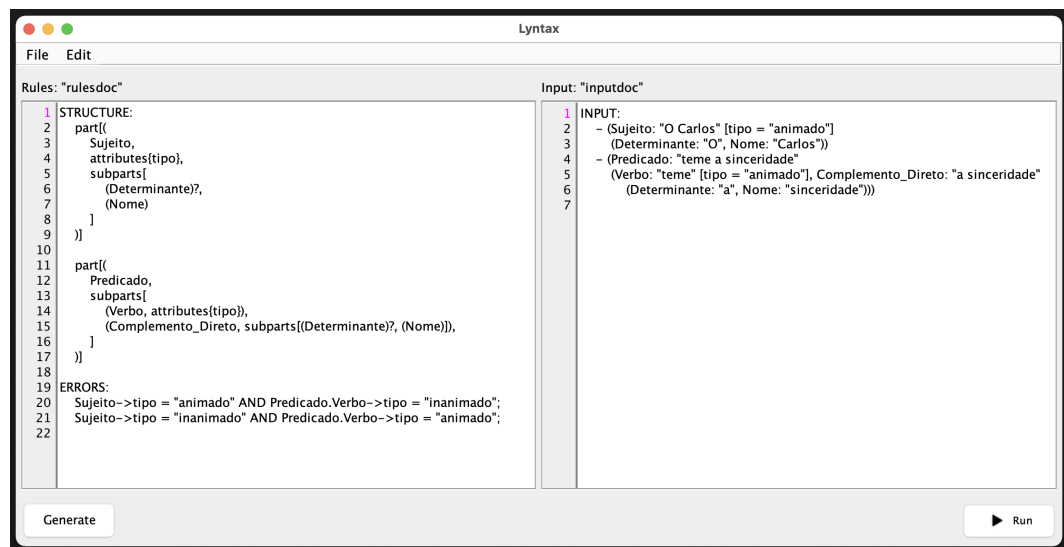 Lyntax
File Edit
Rules: "rulesdoc"
1 STRUCTURE:
2 part[(
3 Sujeito,
4 attributes{tipo},
5 subparts[
6 (Determinante)?,
7 (Nome)
8 ]
9 )]
10
11 part[(
12 Predicado,
13 subparts[
14 (Verbo, attributes{tipo}),
15 (Complemento_Direto, subparts[(Determinante)?, (Nome)]),
16 ]
17 )]
18
19 ERRORS:
20 Sujeito->tipo = "animado" AND Predicado.Verbo->tipo = "inanimado";
21 Sujeito->tipo = "inanimado" AND Predicado.Verbo->tipo = "animado";
22
Input: "inputdoc"
1 INPUT:
2 - (Sujeito: "O Carlos" [tipo = "animado"]
3 (Determinante: "O", Nome: "Carlos"))
4 - (Predicado: "teme a sinceridade"
5 (Verbo: "teme" [tipo = "animado"], Complemento_Direto: "a sinceridade"
6 (Determinante: "a", Nome: "sinceridade")))
7
Generate
Run